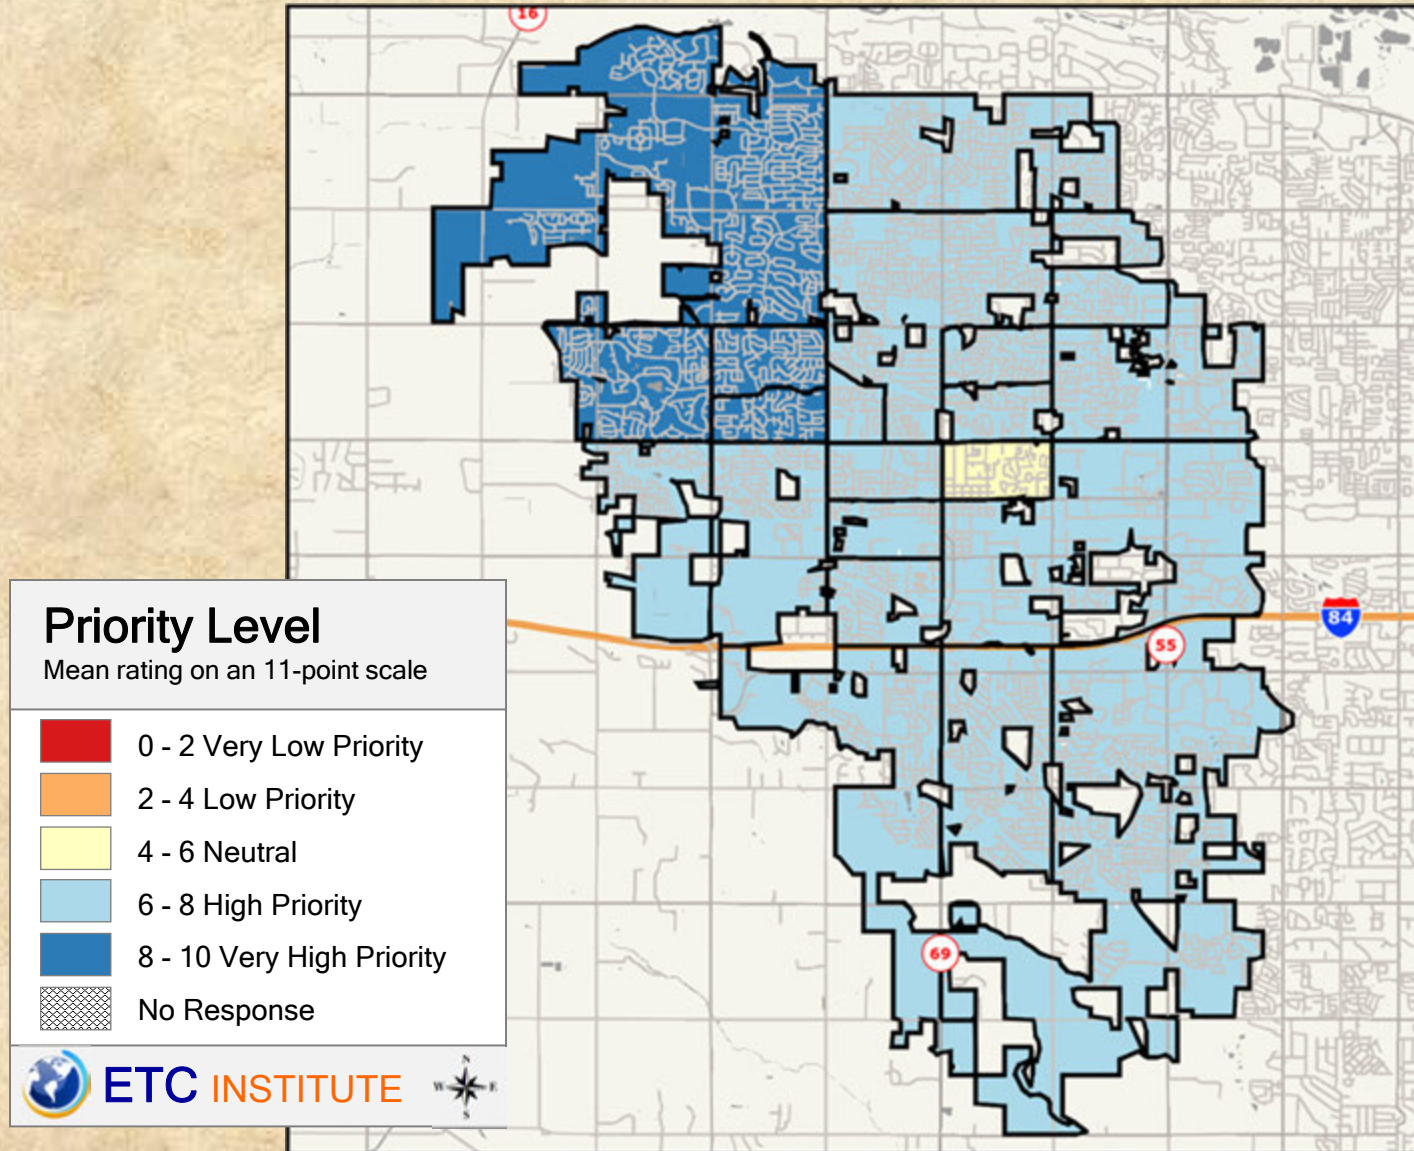 16
84
55
69
Priority Level
Mean rating on an 11-point scale
0 - 2 Very Low Priority
2 - 4 Low Priority
4 - 6 Neutral
6 - 8 High Priority
8 - 10 Very High Priority
No Response
ETC INSTITUTE
N
W E
S